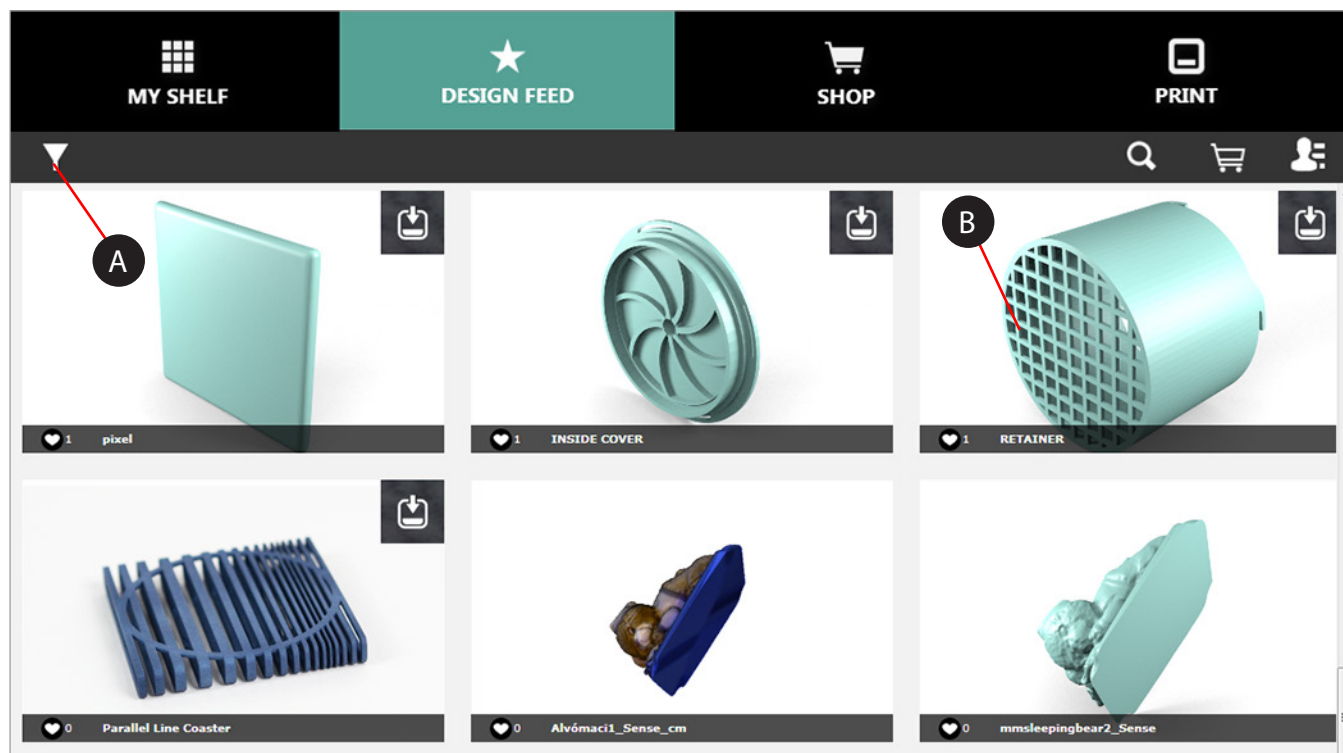 MY SHELF
DESIGN FEED
SHOP
PRINT
A
B
1 pixel
1 INSIDE COVER
1 RETAINER
0 Parallel Line Coaster
0 Alvómaci1_Sense_cm
0 mmsleepingbear2_Sense